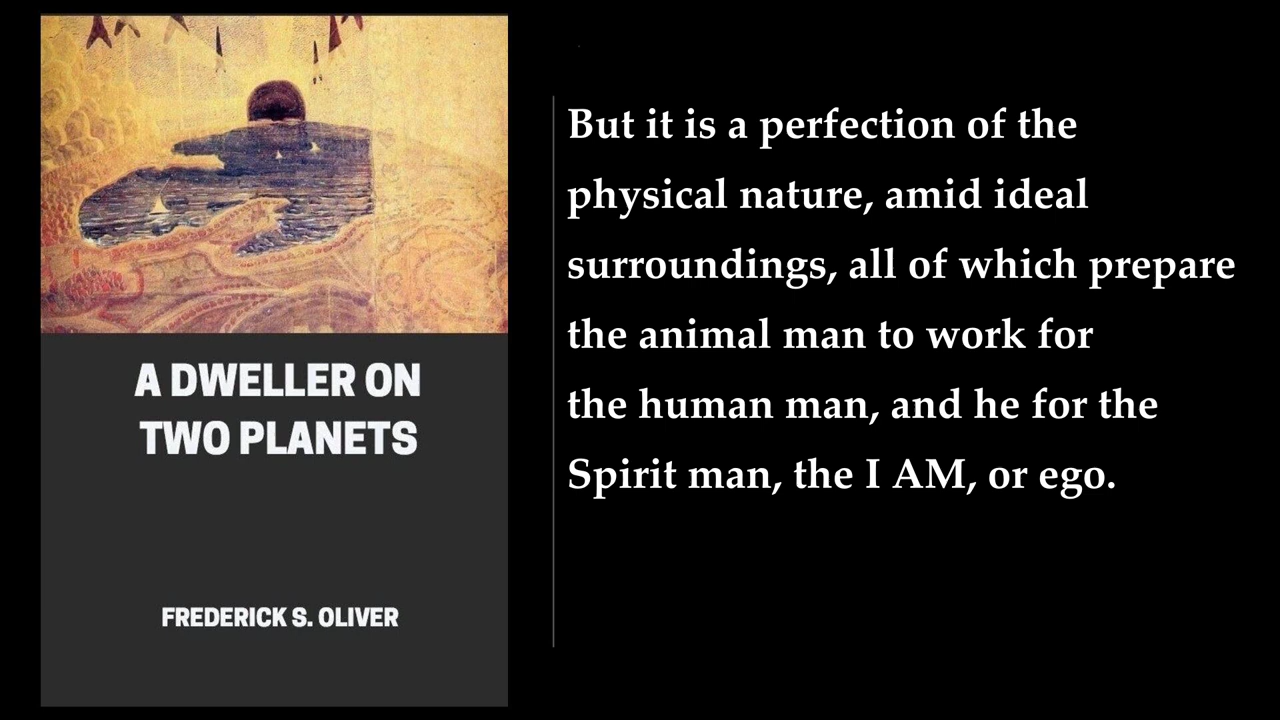 A DWELLER ON
TWO PLANETS
FREDERICK S. OLIVER
But it is a perfection of the
physical nature, amid ideal
surroundings, all of which prepare
the animal man to work for
the human man, and he for the
Spirit man, the I AM, or ego.